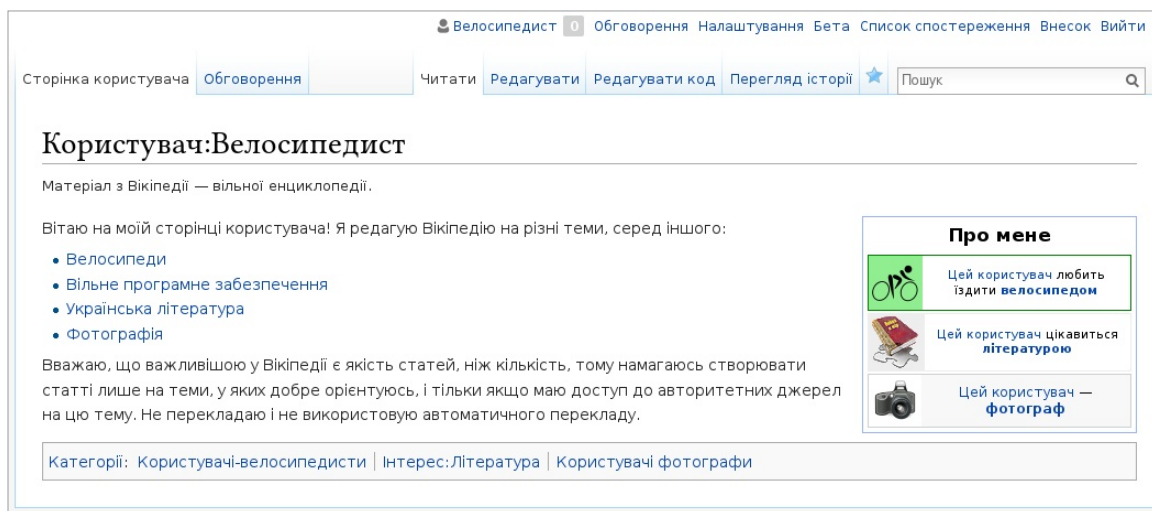 Велосипедист 0 Обговорення Налаштування Бета Список спостереження Внесок Вийти
Сторінка користувача Обговорення Читати Редагувати Редагувати код Перегляд історії Пошук
Користувач:Велосипедист
Матеріал з Вікіпедії — вільної енциклопедії.
Вітаю на моїй сторінці користувача! Я редагую Вікіпедію на різні теми, серед іншого:
Велосипеди
Вільне програмне забезпечення
Українська література
Фотографія
Вважаю, що важливішою у Вікіпедії є якість статей, ніж кількість, тому намагаюсь створювати
статті лише на теми, у яких добре орієнтуюсь, і тільки якщо маю доступ до авторитетних джерел
на цю тему. Не перекладаю і не використовую автоматичного перекладу.
Про мене
Цей користувач любить
їздити велосипедом
Цей користувач цікавиться
літературою
Цей користувач —
фотограф
Категорії: Користувачі-велосипедисти | Інтерес:Література | Користувачі фотографи